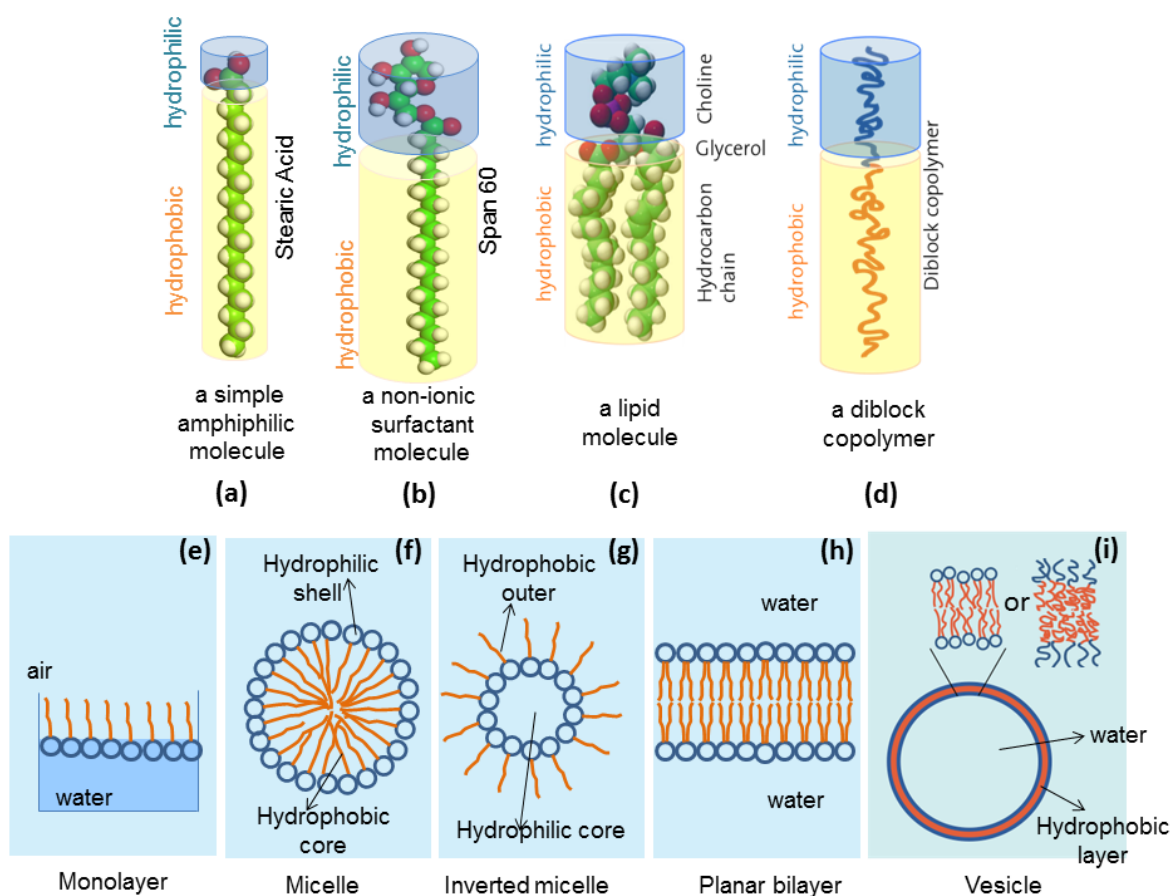 hydrophilic
hydrophobic
Stearic Acid
a simple
amphiphilic
molecule
(a)
hydrophilic
hydrophobic
Span 60
a non-ionic
surfactant
molecule
(b)
hydrophilic
hydrophobic
Choline
Glycerol
Hydrocarbon
chain
a lipid
molecule
(c)
hydrophilic
hydrophobic
Diblock copolymer
a diblock
copolymer
(d)
(e)
air
water
Monolayer
(f)
Hydrophilic
shell
Hydrophobic
core
Micelle
(g)
Hydrophobic
outer
Hydrophilic core
Inverted micelle
(h)
water
water
Planar bilayer
(i)
or
water
Hydrophobic
layer
Vesicle